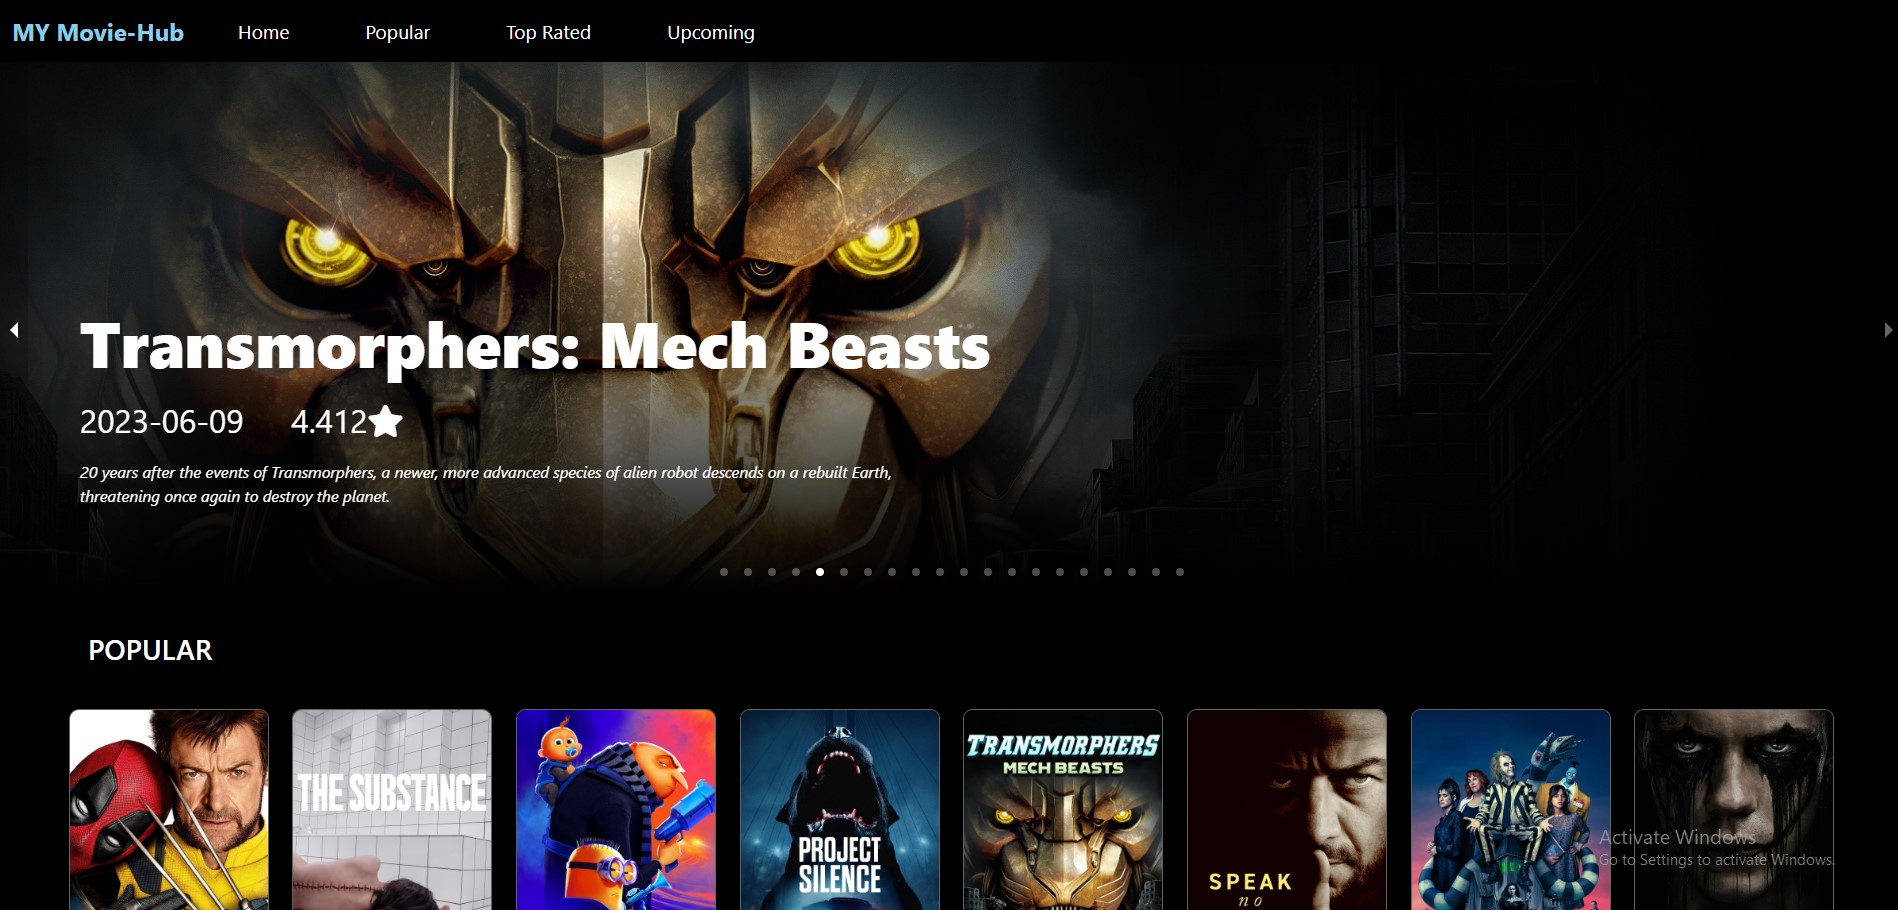 MY Movie-Hub Home Popular Top Rated Upcoming
Transmorphers: Mech Beasts
2023-06-09 4.412
20 years after the events of Transmorphers, a newer, more advanced species of alien robot descends on a rebuilt Earth,
threatening once again to destroy the planet.
POPULAR
THE SUBSTANCE
PROJECT
SILENCE
TRANSMORPHERS
MECH BEASTS
SPEAK
no
Activate Windows
Go to Settings to activate Windows.